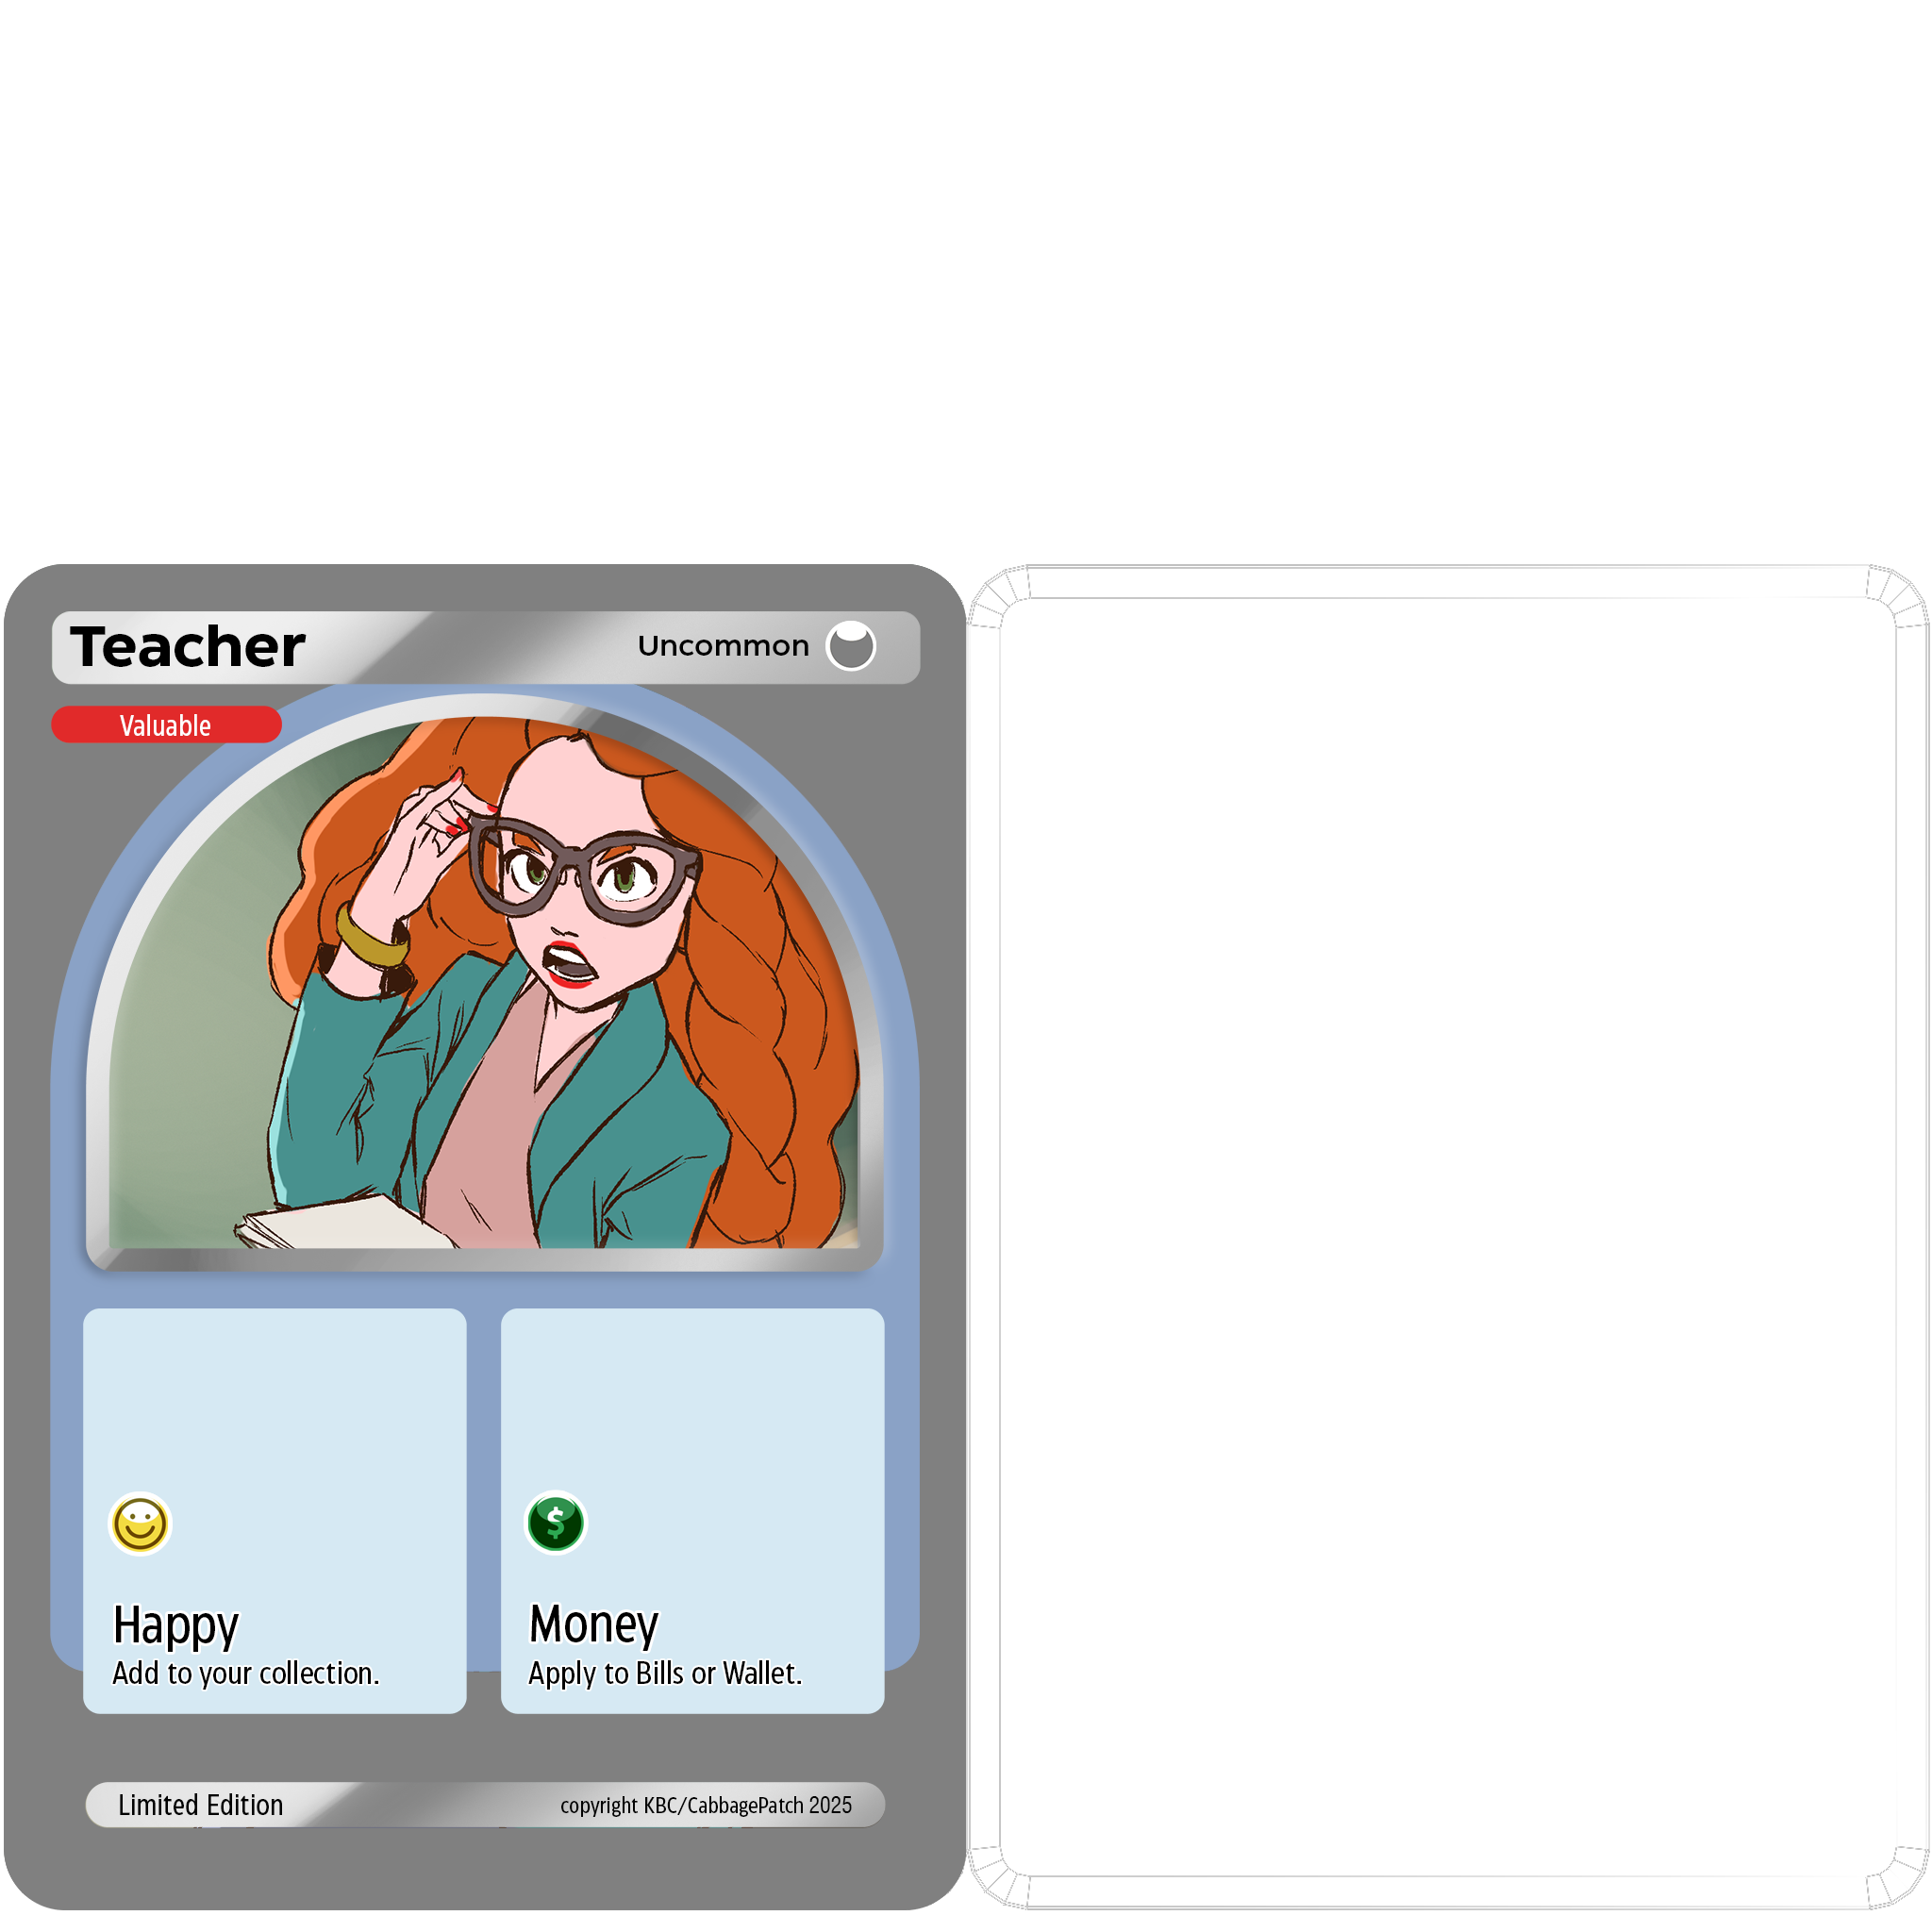 Teacher
Uncommon
Valuable
$
Happy
Add to your collection.
Money
Apply to Bills or Wallet.
Limited Edition
copyright KBC/CabbagePatch 2025